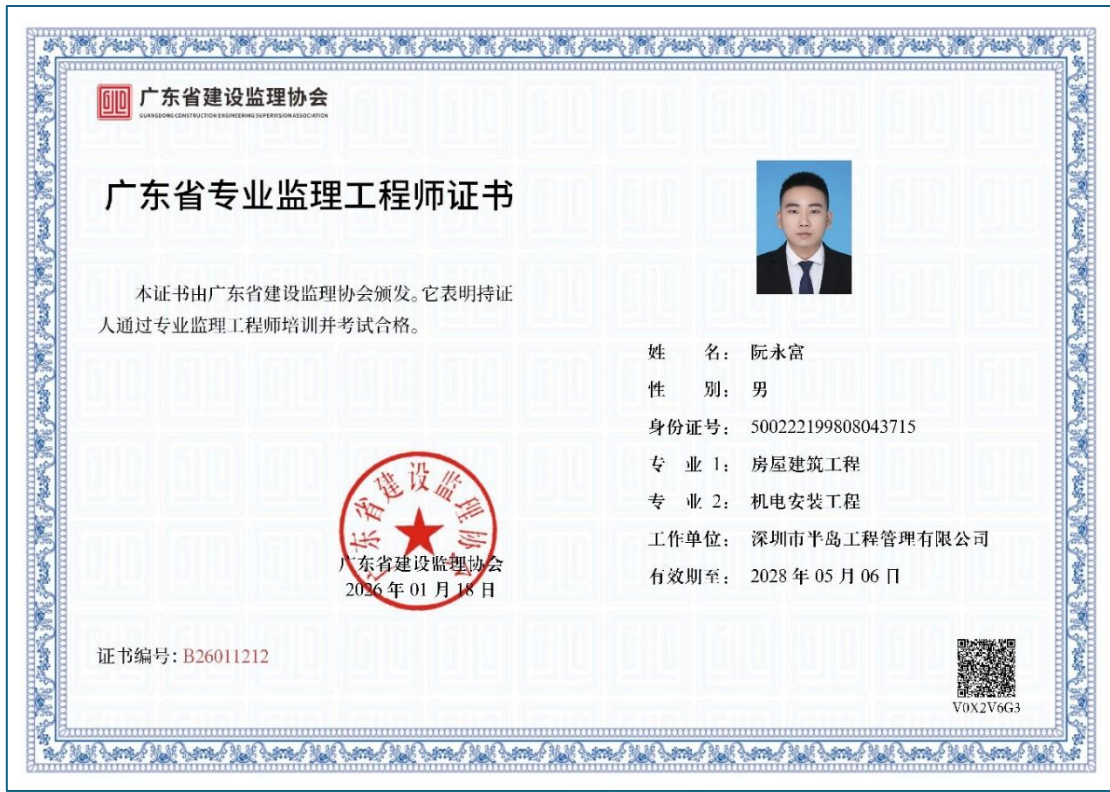 广东省建设监理协会
GUANGDONG CONSTRUCTION ENGINEERING SUPERVISION ASSOCIATION
广东省专业监理工程师证书
本证书由广东省建设监理协会颁发。它表明持证
人通过专业监理工程师培训并考试合格。
姓 名： 阮永富
性 别： 男
身份证号： 500222199808043715
专 业 1： 房屋建筑工程
专 业 2： 机电安装工程
工作单位： 深圳市半岛工程管理有限公司
有效期至： 2028 年 05 月 06 日
广东省建设监理协会
广东省建设监理协会
2026 年 01 月 18 日
证书编号：B26011212
V0X2V6G3